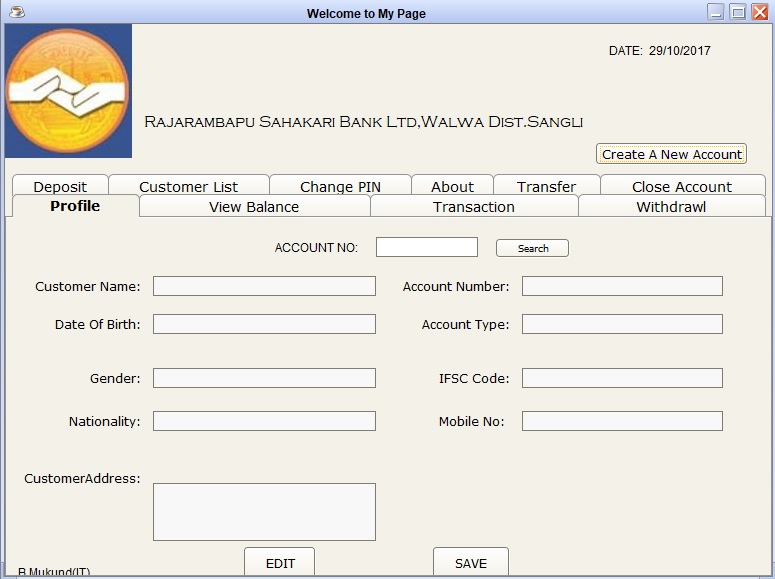 Welcome to My Page
DATE: 29/10/2017
Rajarambapu Sahakari Bank Ltd,Walwa Dist.Sangli
Create A New Account
Deposit Customer List Change PIN About Transfer Close Account
Profile View Balance Transaction Withdrawl
ACCOUNT NO: Search
Customer Name: Account Number:
Date Of Birth: Account Type:
Gender: IFSC Code:
Nationality: Mobile No:
CustomerAddress:
EDIT SAVE
B.Mukund(IT)